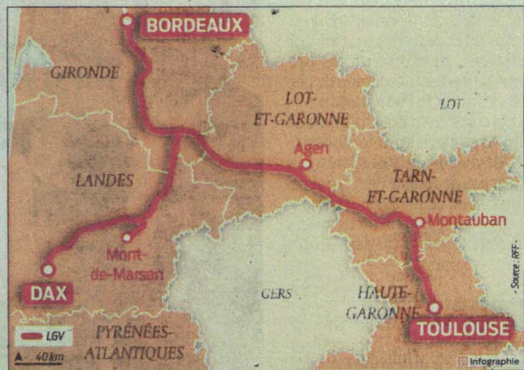 BORDEAUX
GIRONDE
LOT-
ET-GARONNE
LOT
Agen
LANDES
TARN-
ET-GARONNE
Montauban
Mont-
de-Marsan
DAX
GERS
HAUTE-
GARONNE
TOULOUSE
- Source : RFF -
LGV
40 km
PYRÉNÉES-
ATLANTIQUES
Infographie